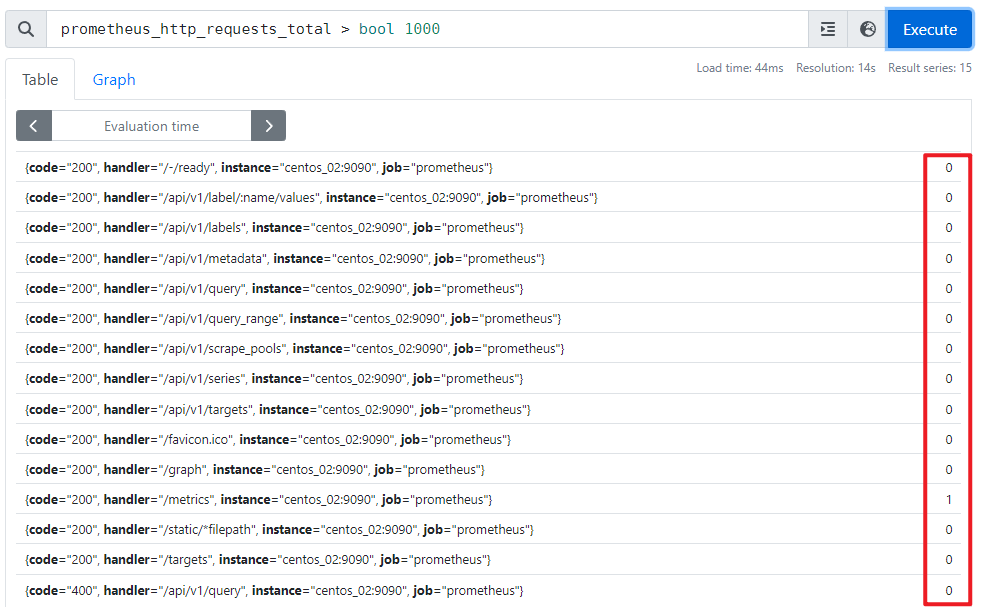 prometheus_http_requests_total > bool 1000 Execute
Load time: 44ms Resolution: 14s Result series: 15
Table Graph
Evaluation time
{code="200", handler="/-/ready", instance="centos_02:9090", job="prometheus"} 0
{code="200", handler="/api/v1/label/:name/values", instance="centos_02:9090", job="prometheus"} 0
{code="200", handler="/api/v1/labels", instance="centos_02:9090", job="prometheus"} 0
{code="200", handler="/api/v1/metadata", instance="centos_02:9090", job="prometheus"} 0
{code="200", handler="/api/v1/query", instance="centos_02:9090", job="prometheus"} 0
{code="200", handler="/api/v1/query_range", instance="centos_02:9090", job="prometheus"} 0
{code="200", handler="/api/v1/scrape_pools", instance="centos_02:9090", job="prometheus"} 0
{code="200", handler="/api/v1/series", instance="centos_02:9090", job="prometheus"} 0
{code="200", handler="/api/v1/targets", instance="centos_02:9090", job="prometheus"} 0
{code="200", handler="/favicon.ico", instance="centos_02:9090", job="prometheus"} 0
{code="200", handler="/graph", instance="centos_02:9090", job="prometheus"} 0
{code="200", handler="/metrics", instance="centos_02:9090", job="prometheus"} 1
{code="200", handler="/static/*filepath", instance="centos_02:9090", job="prometheus"} 0
{code="200", handler="/targets", instance="centos_02:9090", job="prometheus"} 0
{code="400", handler="/api/v1/query", instance="centos_02:9090", job="prometheus"} 0